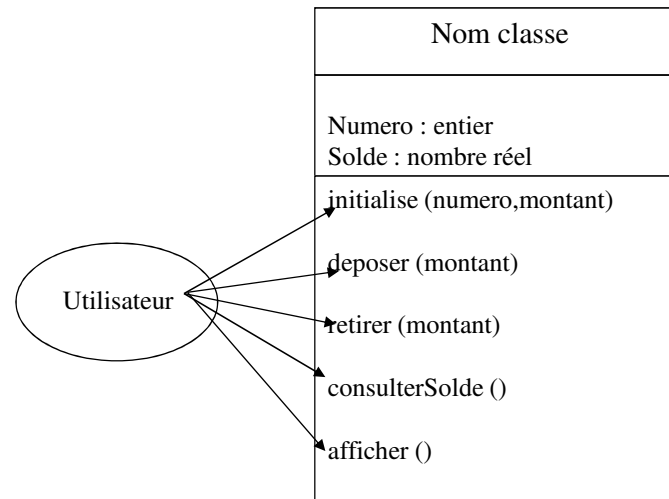 Nom classe
Numero : entier
Solde : nombre réel
initialise (numero,montant)
deposer (montant)
Utilisateur
retirer (montant)
consulterSolde ()
afficher ()